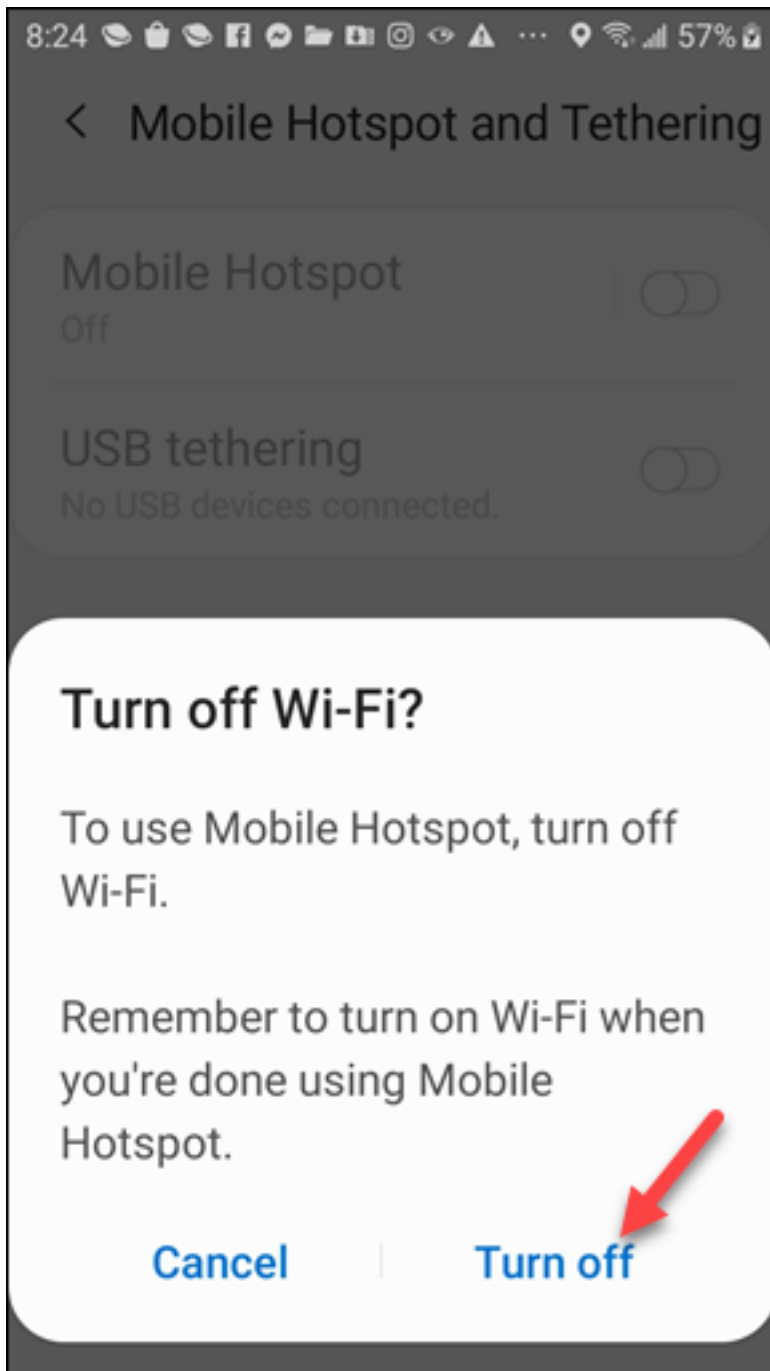 8:24 57%
Mobile Hotspot and Tethering
Mobile Hotspot
Off
USB tethering
No USB devices connected.
Turn off Wi-Fi?
To use Mobile Hotspot, turn off
Wi-Fi.
Remember to turn on Wi-Fi when
you're done using Mobile
Hotspot.
Cancel Turn off